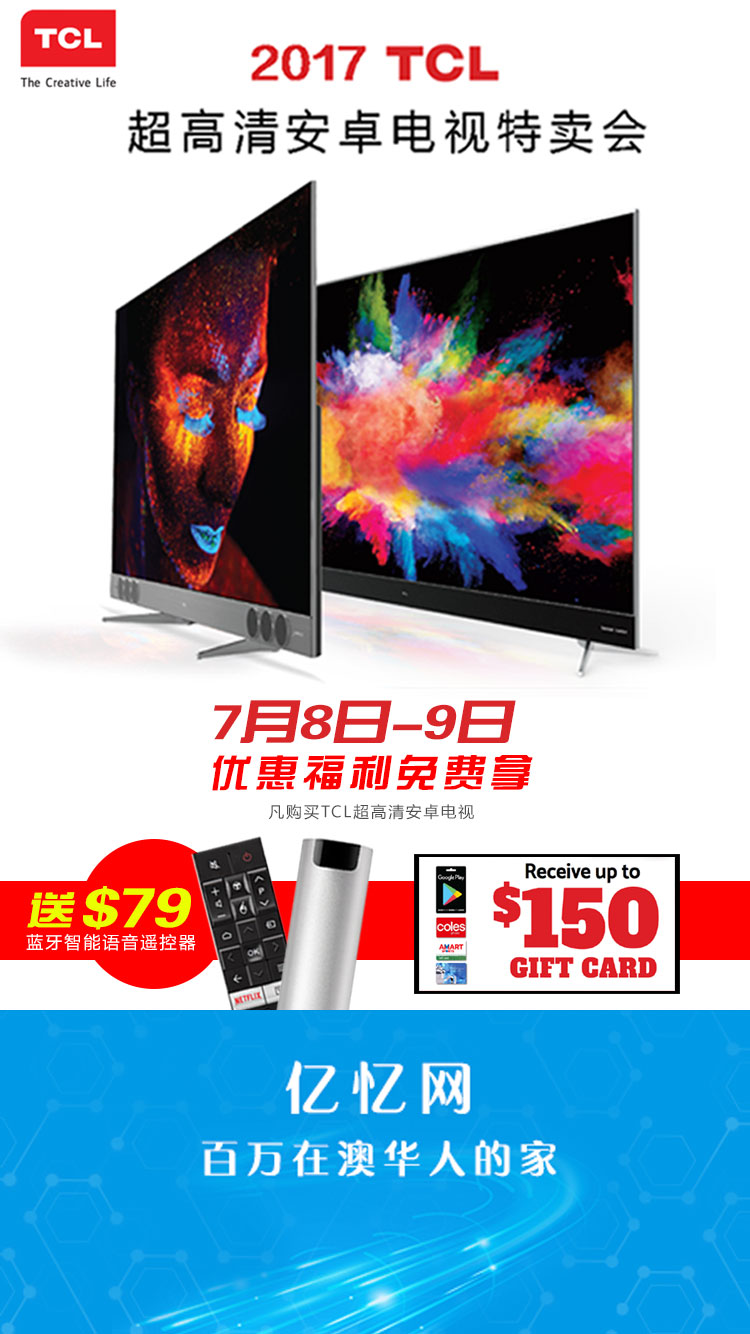 TCL
The Creative Life
2017 TCL
超高清安卓电视特卖会
7月8日-9日
优惠福利免费拿
凡购买TCL超高清安卓电视
送$79
蓝牙智能语音遥控器
P
OK
NETFLIX
Google Play
coles
AMART
Receive up to
$150
GIFT CARD
亿忆网
百万在澳华人的家